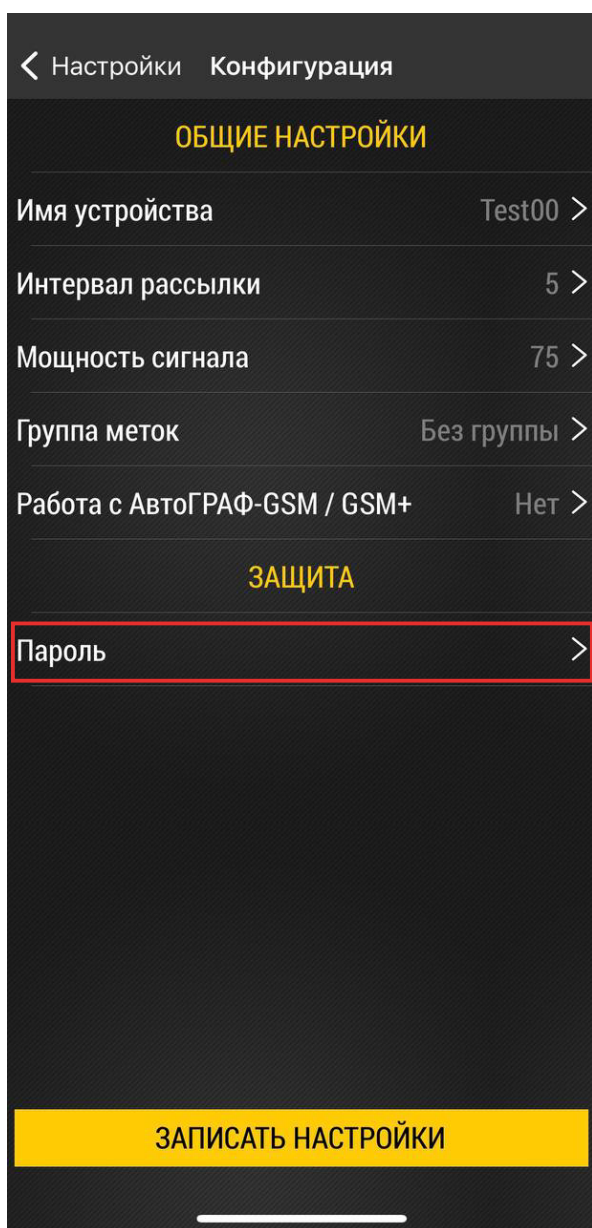 Настройки Конфигурация
ОБЩИЕ НАСТРОЙКИ
Имя устройства Test00
Интервал рассылки 5
Мощность сигнала 75
Группа меток Без группы
Работа с АвтоГРАФ-GSM / GSM+ Нет
ЗАЩИТА
Пароль
ЗАПИСАТЬ НАСТРОЙКИ